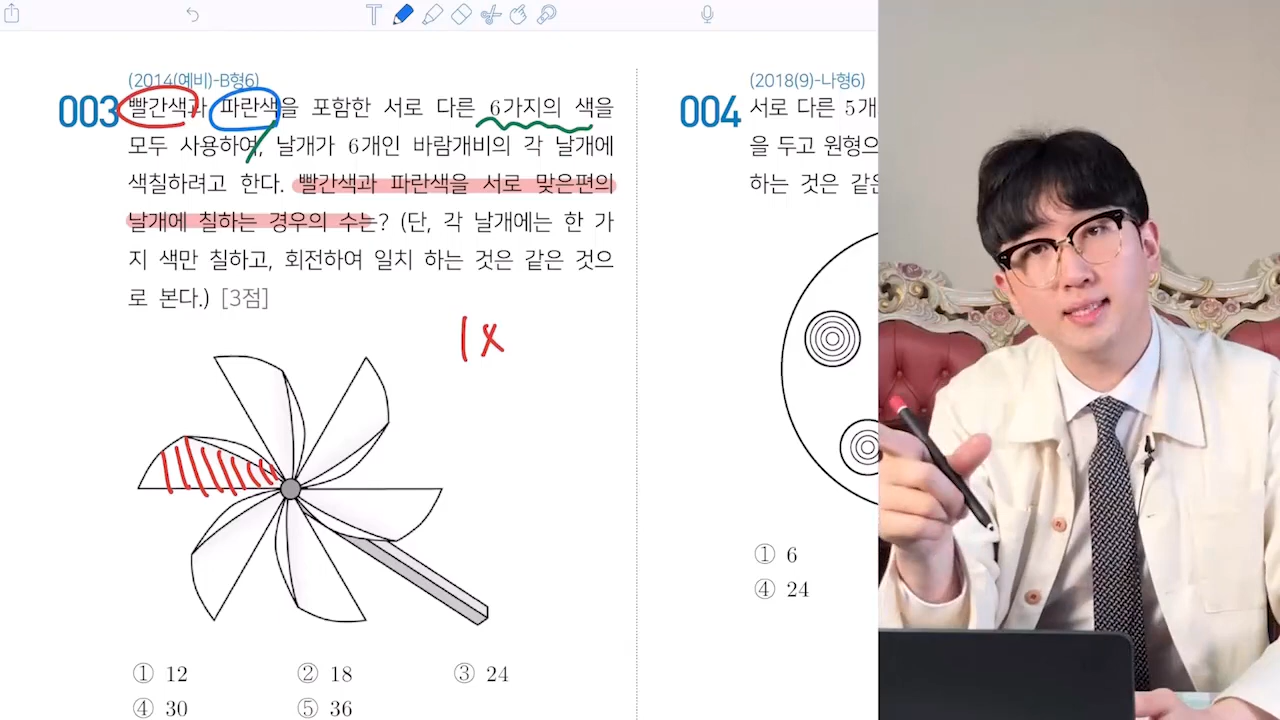 (2014(예비)-B형6)
003 빨간색과 파란색을 포함한 서로 다른 6가지의 색을
모두 사용하여, 날개가 6개인 바람개비의 각 날개에
색칠하려고 한다. 빨간색과 파란색을 서로 맞은편의
날개에 칠하는 경우의 수는? (단, 각 날개에는 한 가
지 색만 칠하고, 회전하여 일치 하는 것은 같은 것으
로 본다.) [3점]
1×
① 12 ② 18 ③ 24
④ 30 ⑤ 36
(2018(9)-나형6)
004 서로 다른 5개
을 두고 원형으
하는 것은 같은
① 6
④ 24